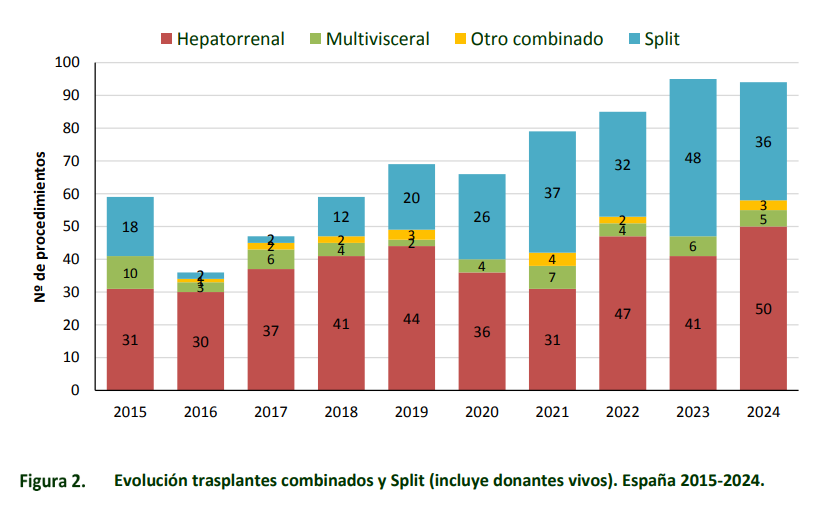 Hepatorrenal Multivisceral Otro combinado Split
100
90
80
70
60
50
40
30
20
10
0
Nº de procedimientos
18 10 31
2 1 3 30
2 2 6 37
12 2 4 41
20 3 2 44
26 4 36
37 4 7 31
32 2 4 47
48 6 41
36 3 5 50
2015 2016 2017 2018 2019 2020 2021 2022 2023 2024
Figura 2. Evolución trasplantes combinados y Split (incluye donantes vivos). España 2015-2024.